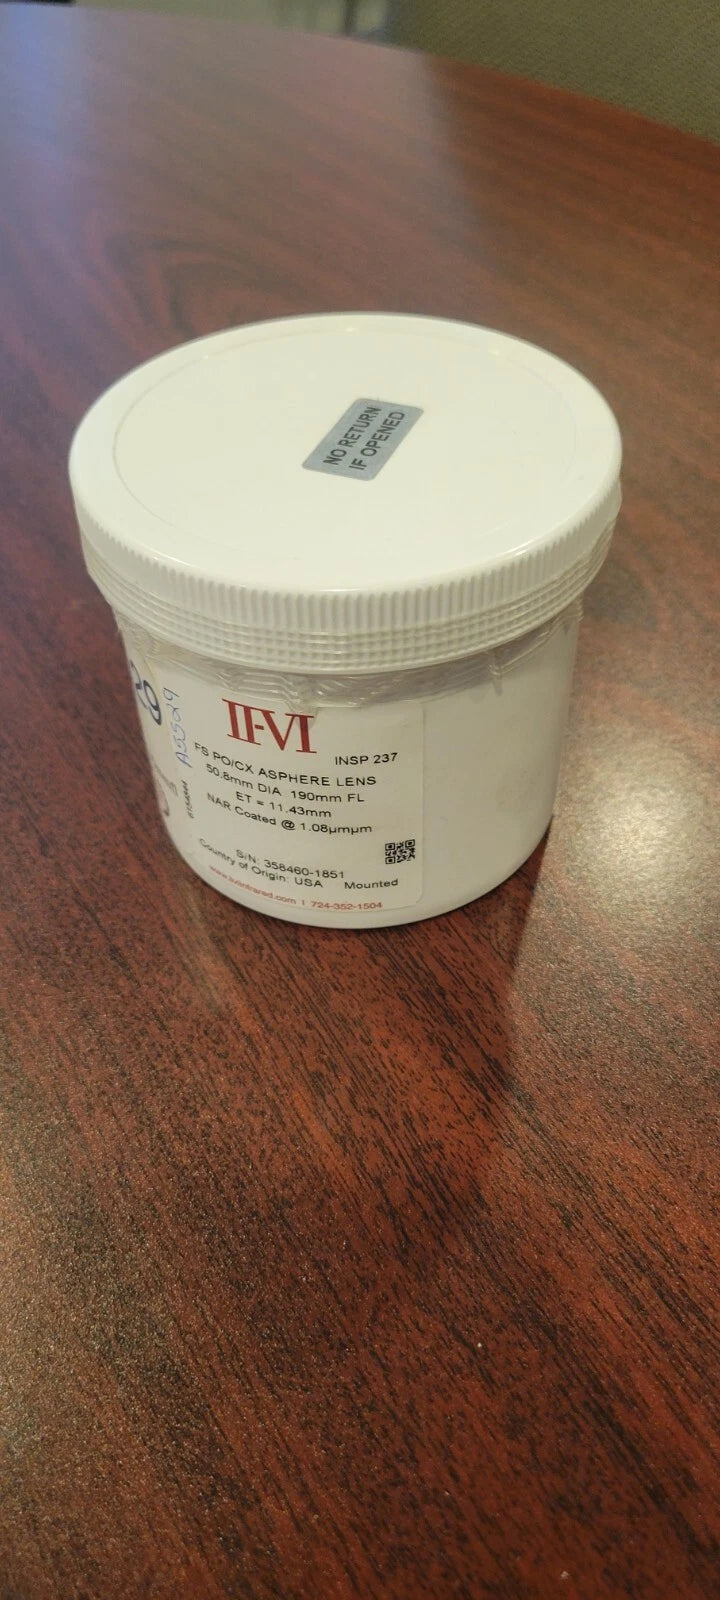 NO RETURN
IF OPENED
II-VI
INSP 237
FS PO/CX ASPHERE LENS
50.8mm DIA 190mm FL
ET = 11.43mm
NAR Coated @ 1.08µmµm
S/N: 358460-1851
Country of Origin: USA Mounted
www.iiviinfrared.com | 724-352-1504
A55029